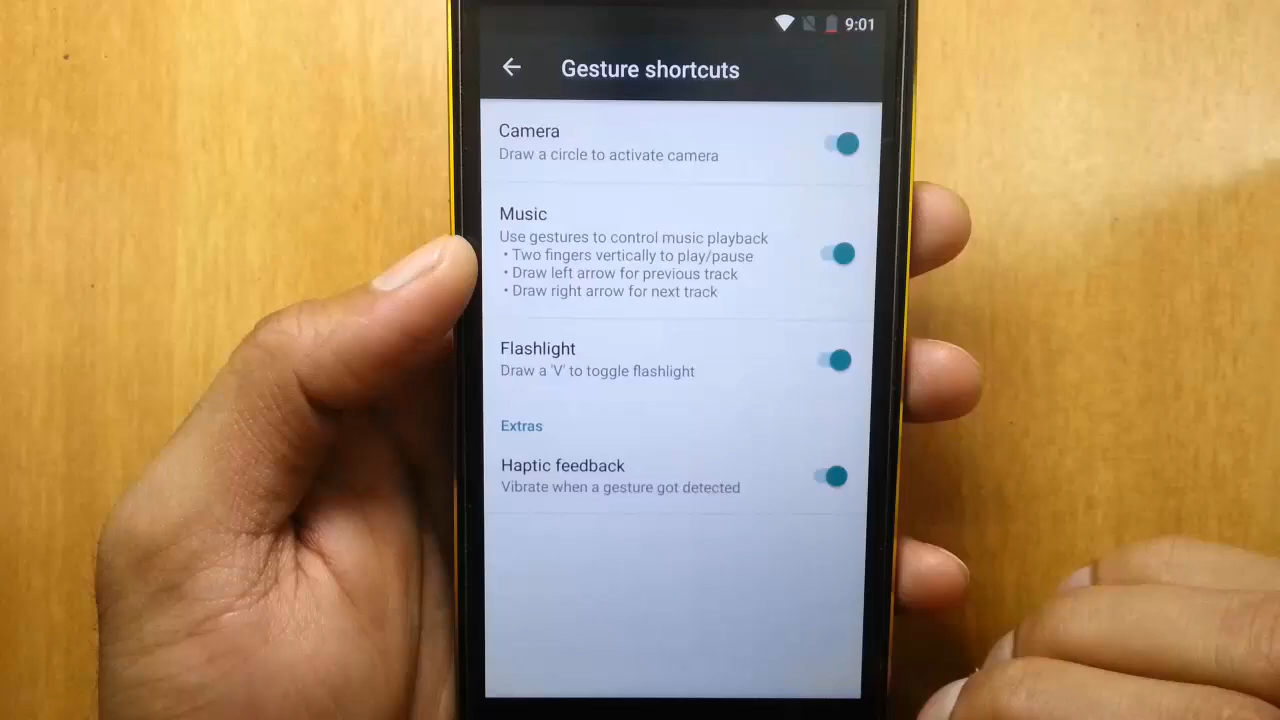 9:01
Gesture shortcuts
Camera
Draw a circle to activate camera
Music
Use gestures to control music playback
• Two fingers vertically to play/pause
• Draw left arrow for previous track
• Draw right arrow for next track
Flashlight
Draw a 'V' to toggle flashlight
Extras
Haptic feedback
Vibrate when a gesture got detected